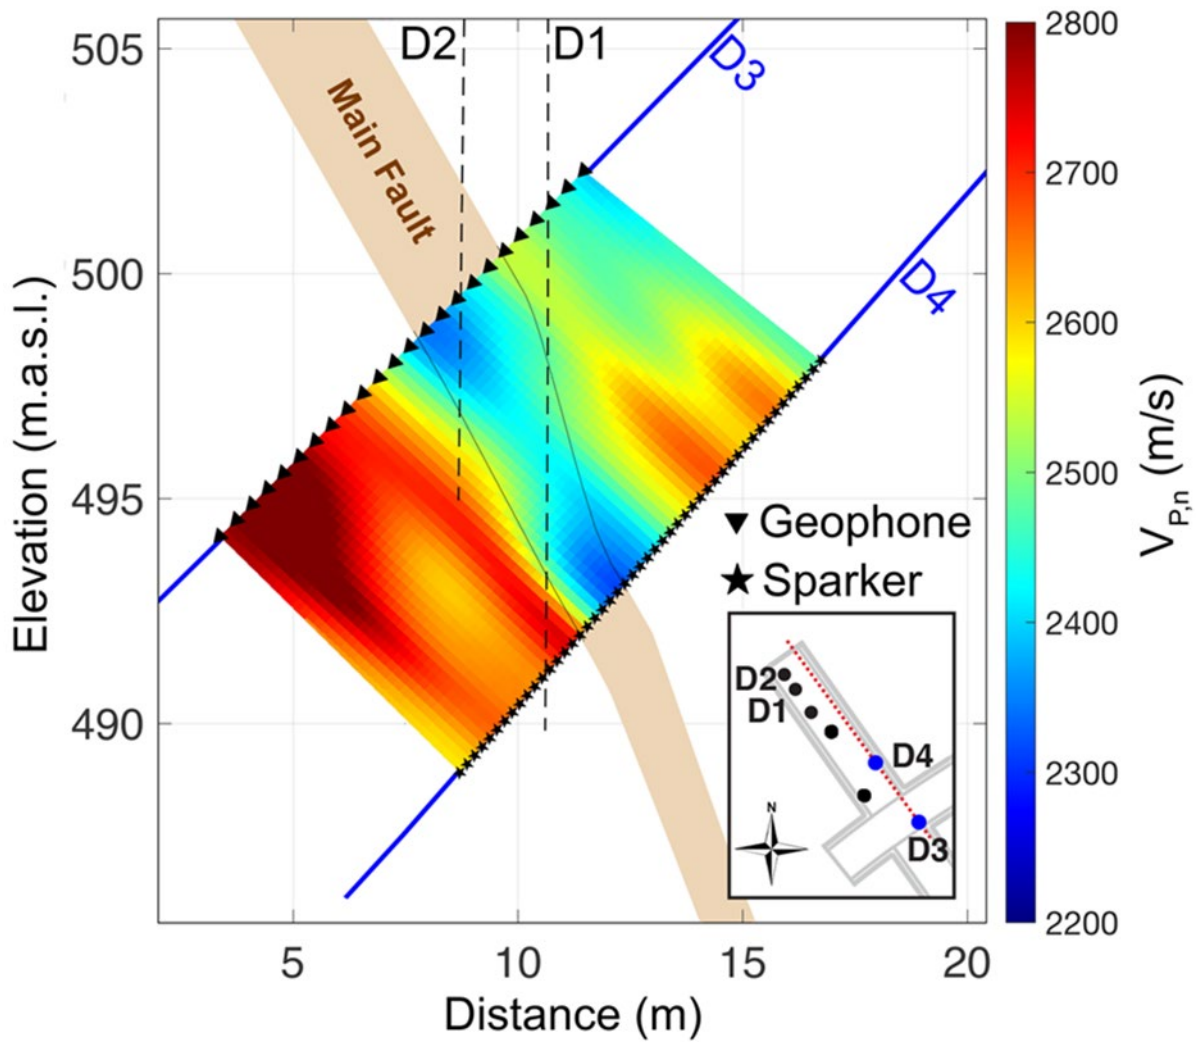 505
500
495
490
Elevation (m.a.s.l.)
5
10
15
20
Distance (m)
D2
D1
D3
D4
Main Fault
Geophone
Sparker
D2
D1
D4
D3
N
2800
2700
2600
2500
2400
2300
2200
V_P,n (m/s)